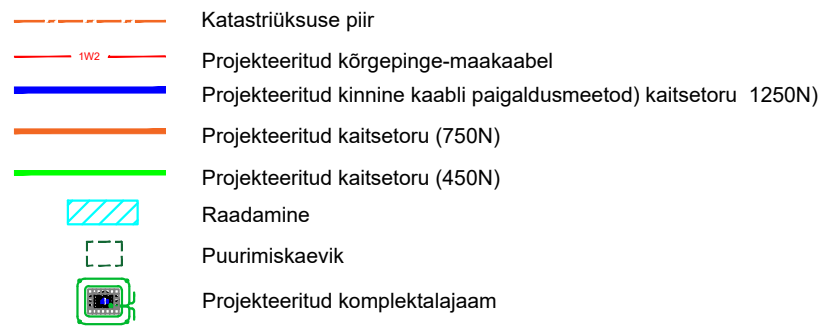 Katastriüksuse piir
1W2 Projekteeritud kõrgepinge-maakaabel
Projekteeritud kinnine kaabli paigaldusmeetod) kaitsetoru 1250N)
Projekteeritud kaitsetoru (750N)
Projekteeritud kaitsetoru (450N)
Raadamine
Puurimiskaevik
Projekteeritud komplektalajaam